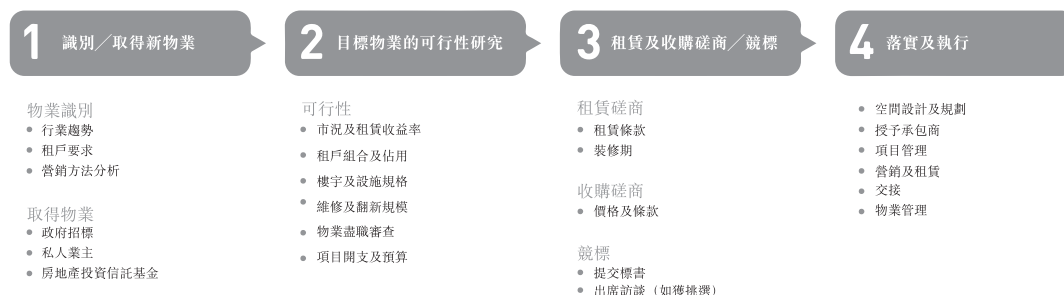 1 識別／取得新物業
物業識別
行業趨勢
租戶要求
營銷方法分析
取得物業
政府招標
私人業主
房地產投資信託基金
2 目標物業的可行性研究
可行性
市況及租賃收益率
租戶組合及佔用
樓宇及設施規格
維修及翻新規模
物業盡職審查
項目開支及預算
3 租賃及收購磋商／競標
租賃磋商
租賃條款
裝修期
收購磋商
價格及條款
競標
提交標書
出席訪談（如獲挑選）
4 落實及執行
空間設計及規劃
授予承包商
項目管理
營銷及租賃
交接
物業管理